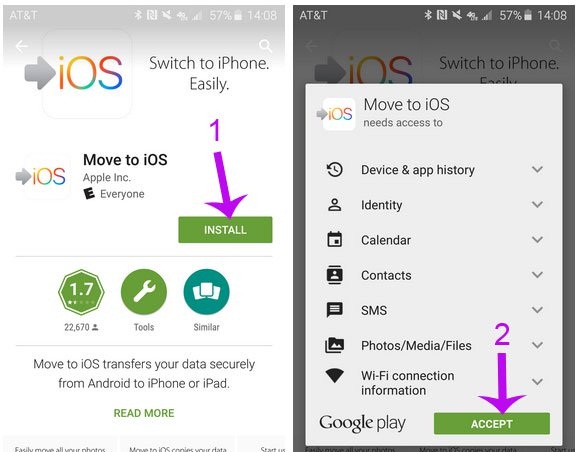 AT&T 57% 14:08
iOS
Switch to iPhone.
Easily.
1
iOS
Move to iOS
Apple Inc.
E Everyone
INSTALL
1.7
22,670
Tools
Similar
Move to iOS transfers your data securely
from Android to iPhone or iPad.
READ MORE
Easily move all your photos,
Move to iOS copies your data
Start us
AT&T 4G 57% 14:08
Switch to iPhone.
Easily.
iOS
Move to iOS
needs access to
Device & app history
Identity
Calendar
Contacts
SMS
Photos/Media/Files
2
Wi-Fi connection
information
Google play
ACCEPT